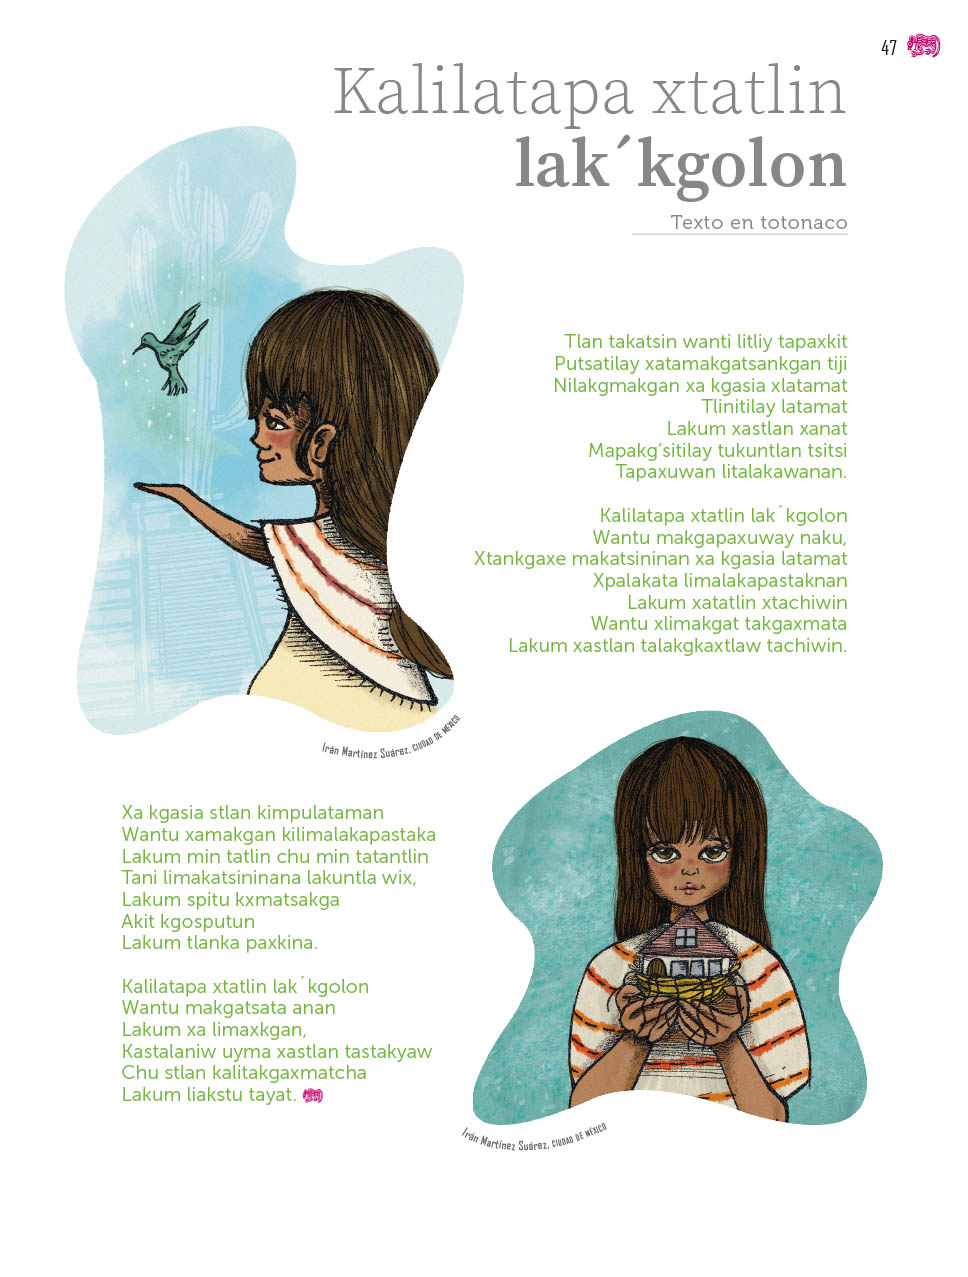 47
Kalilatapa xtatlin
lak´kgolon
Texto en totonaco
Tlan takatsin wanti litliy tapaxkit
Putsatilay xatamakgatsankgan tiji
Nilakgmakgan xa kgasia xlatamat
Tlinitilay latamat
Lakum xastlan xanat
Mapakg’sitilay tukuntlan tsitsi
Tapaxuwan litalakawanan.
Kalilatapa xtatlin lak´kgolon
Wantu makgapaxuway naku,
Xtankgaxe makatsininan xa kgasia latamat
Xpalakata limalakapastaknan
Lakum xatatlin xtachiwin
Wantu xlimakgat takgaxmata
Lakum xastlan talakgkaxtlaw tachiwin.
Irán Martínez Suárez, CIUDAD DE MÉXICO
Xa kgasia stlan kimpulataman
Wantu xamakgan kilimalakapastaka
Lakum min tatlin chu min tatantlin
Tani limakatsininana lakuntla wix,
Lakum spitu kxmatsakga
Akit kgosputun
Lakum tlanka paxkina.
Kalilatapa xtatlin lak´kgolon
Wantu makgatsata anan
Lakum xa limaxkgan,
Kastalaniw uyma xastlan tastakyaw
Chu stlan kalitakgaxmatcha
Lakum liakstu tayat.
Irán Martínez Suárez, CIUDAD DE MÉXICO